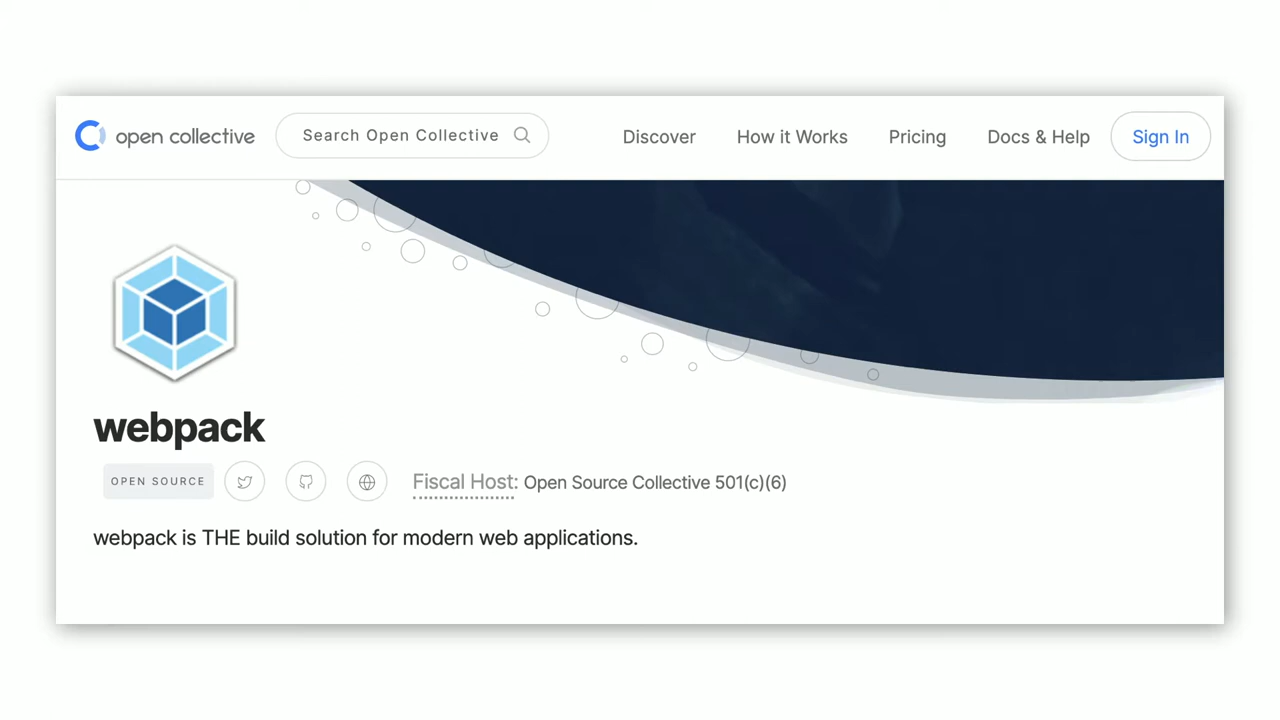 open collective
Search Open Collective
Discover
How it Works
Pricing
Docs & Help
Sign In
webpack
OPEN SOURCE
Fiscal Host: Open Source Collective 501(c)(6)
webpack is THE build solution for modern web applications.